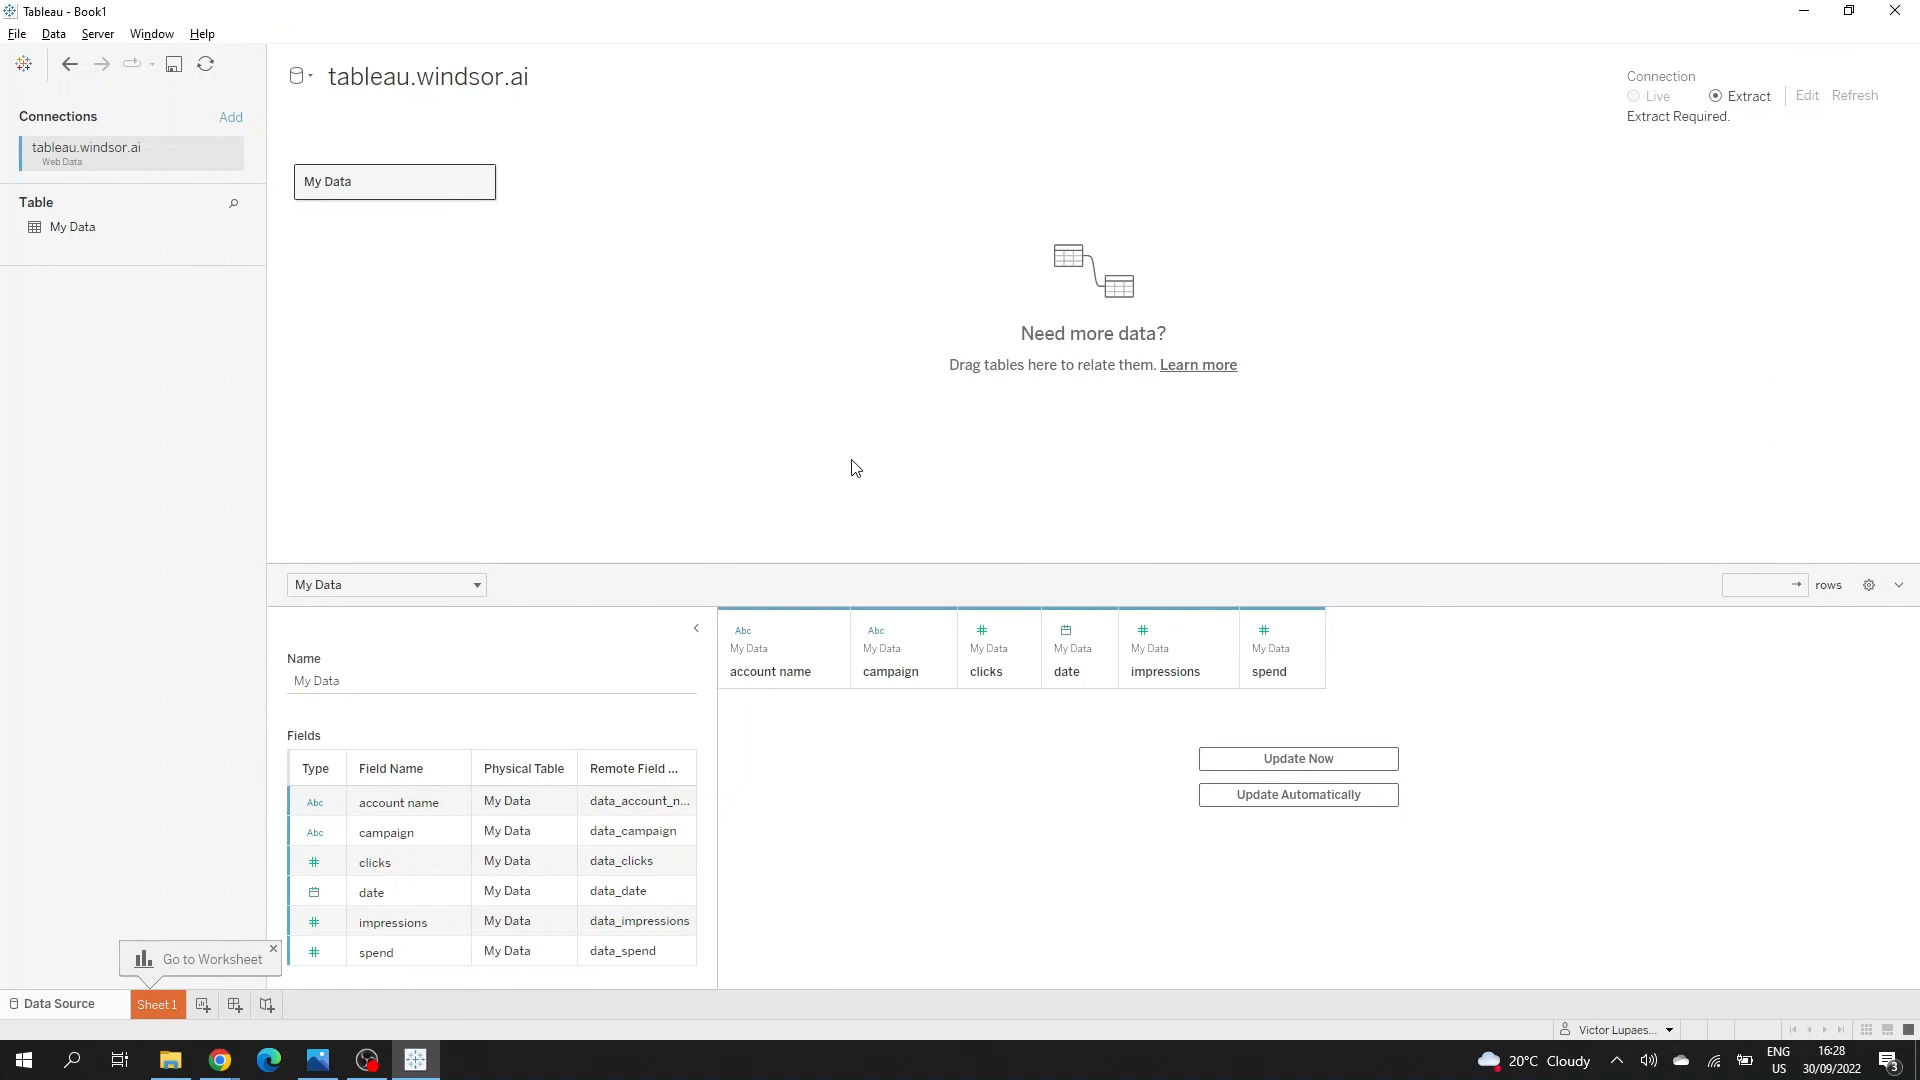 Tableau - Book1
File Data Server Window Help
tableau.windsor.ai
Connection
Live Extract Edit Refresh
Extract Required.
Connections Add
tableau.windsor.ai
Web Data
Table
My Data
My Data
Need more data?
Drag tables here to relate them. Learn more
My Data rows
Name
My Data
Fields
Type Field Name Physical Table Remote Field ...
Abc account name My Data data_account_n...
Abc campaign My Data data_campaign
# clicks My Data data_clicks
date My Data data_date
# impressions My Data data_impressions
# spend My Data data_spend
Abc Abc # # #
My Data My Data My Data My Data My Data My Data
account name campaign clicks date impressions spend
Update Now
Update Automatically
Go to Worksheet
Data Source Sheet 1
Victor Lupaes...
20°C Cloudy
ENG
US
16:28
30/09/2022
3